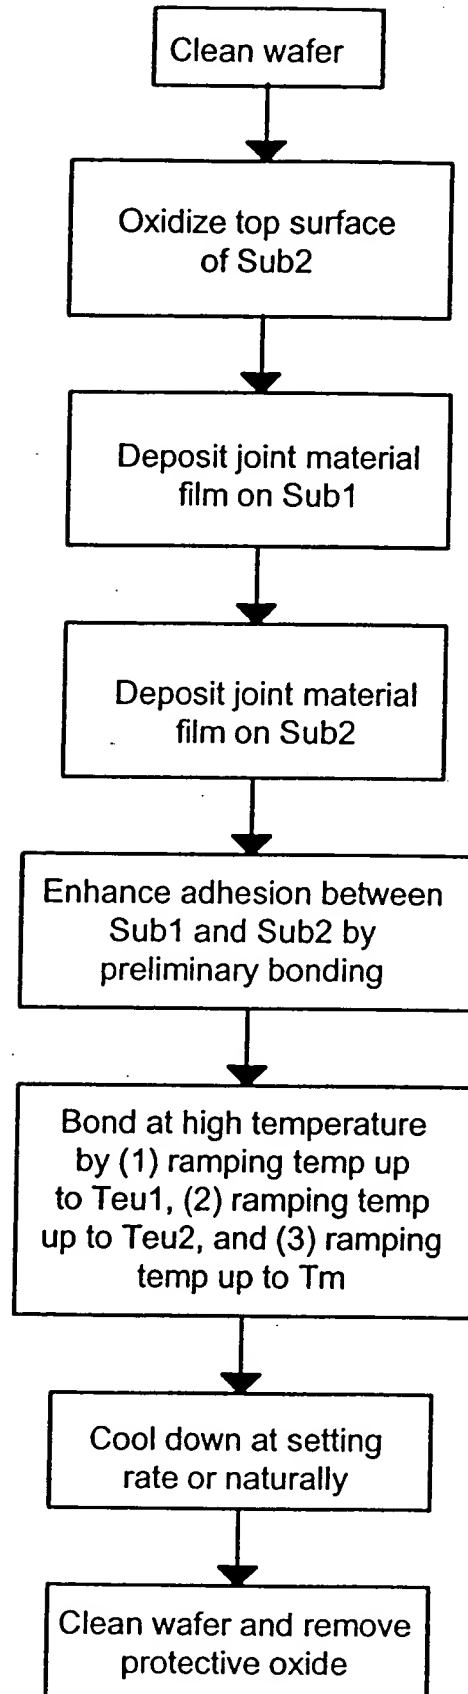 Clean wafer
Oxidize top surface
of Sub2
Deposit joint material
film on Sub1
Deposit joint material
film on Sub2
Enhance adhesion between
Sub1 and Sub2 by
preliminary bonding
Bond at high temperature
by (1) ramping temp up
to Teu1, (2) ramping temp
up to Teu2, and (3) ramping
temp up to Tm
Cool down at setting
rate or naturally
Clean wafer and remove
protective oxide